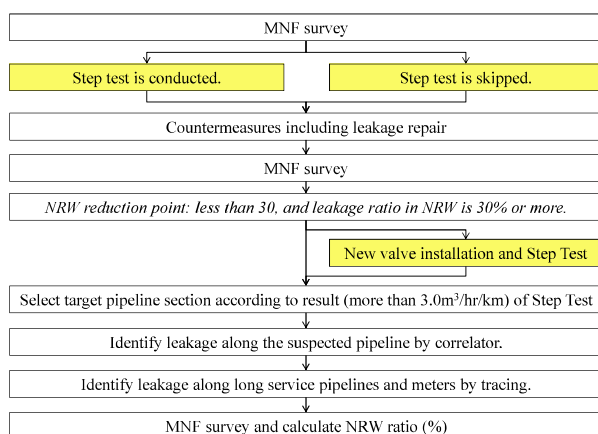 MNF survey
Step test is conducted.
Step test is skipped.
Countermeasures including leakage repair
MNF survey
NRW reduction point: less than 30, and leakage ratio in NRW is 30% or more.
New valve installation and Step Test
Select target pipeline section according to result (more than 3.0m³/hr/km) of Step Test
Identify leakage along the suspected pipeline by correlator.
Identify leakage along long service pipelines and meters by tracing.
MNF survey and calculate NRW ratio (%)